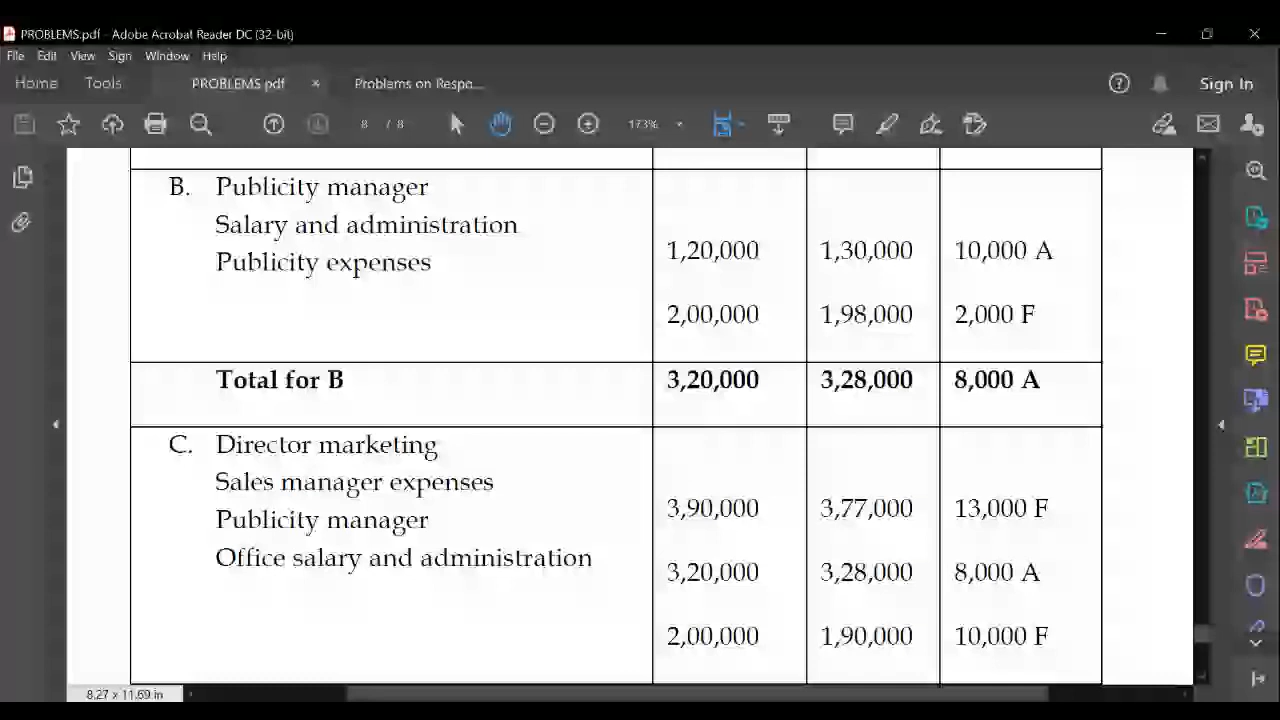 PROBLEMS.pdf - Adobe Acrobat Reader DC (32-bit)
File Edit View Sign Window Help
Home Tools PROBLEMS.pdf × Problems on Respo... Sign In
8 / 8 173%
B. Publicity manager
Salary and administration
1,20,000 1,30,000 10,000 A
Publicity expenses
2,00,000 1,98,000 2,000 F
Total for B 3,20,000 3,28,000 8,000 A
C. Director marketing
Sales manager expenses
3,90,000 3,77,000 13,000 F
Publicity manager
Office salary and administration
3,20,000 3,28,000 8,000 A
2,00,000 1,90,000 10,000 F
8.27 x 11.69 in